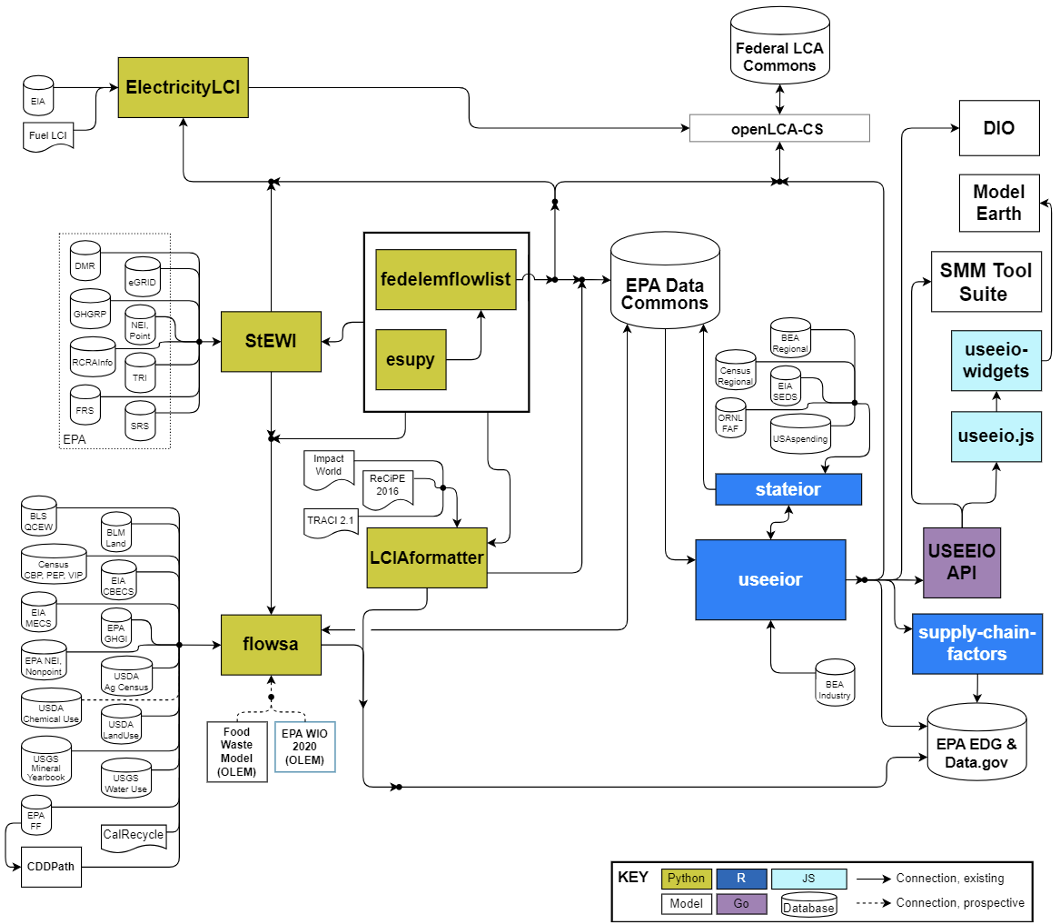 Federal LCA
Commons
ElectricityLCI
EIA
Fuel LCI
openLCA-CS
DIO
Model
Earth
DMR
eGRID
GHGRP
NEI,
Point
RCRAInfo
TRI
FRS
SRS
EPA
StEWI
fedelemflowlist
esupy
EPA Data
Commons
SMM Tool
Suite
useeio-
widgets
useeio.js
BEA
Regional
Census
Regional
EIA
SEDS
ORNL
FAF
USAspending
stateior
Impact
World
ReCiPE
2016
TRACI 2.1
LCIAformatter
useeior
USEEIO
API
BLS
QCEW
BLM
Land
Census
CBP, PEP, VIP
EIA
CBECS
EIA
MECS
EPA
GHGI
EPA NEI,
Nonpoint
USDA
Ag Census
USDA
Chemical Use
USDA
LandUse
USGS
Mineral
Yearbook
USGS
Water Use
EPA
FF
CalRecycle
CDDPath
flowsa
Food
Waste
Model
(OLEM)
EPA WIO
2020
(OLEM)
supply-chain-
factors
BEA
Industry
EPA EDG &
Data.gov
KEY
Python
R
JS
Connection, existing
Model
Go
Database
Connection, prospective